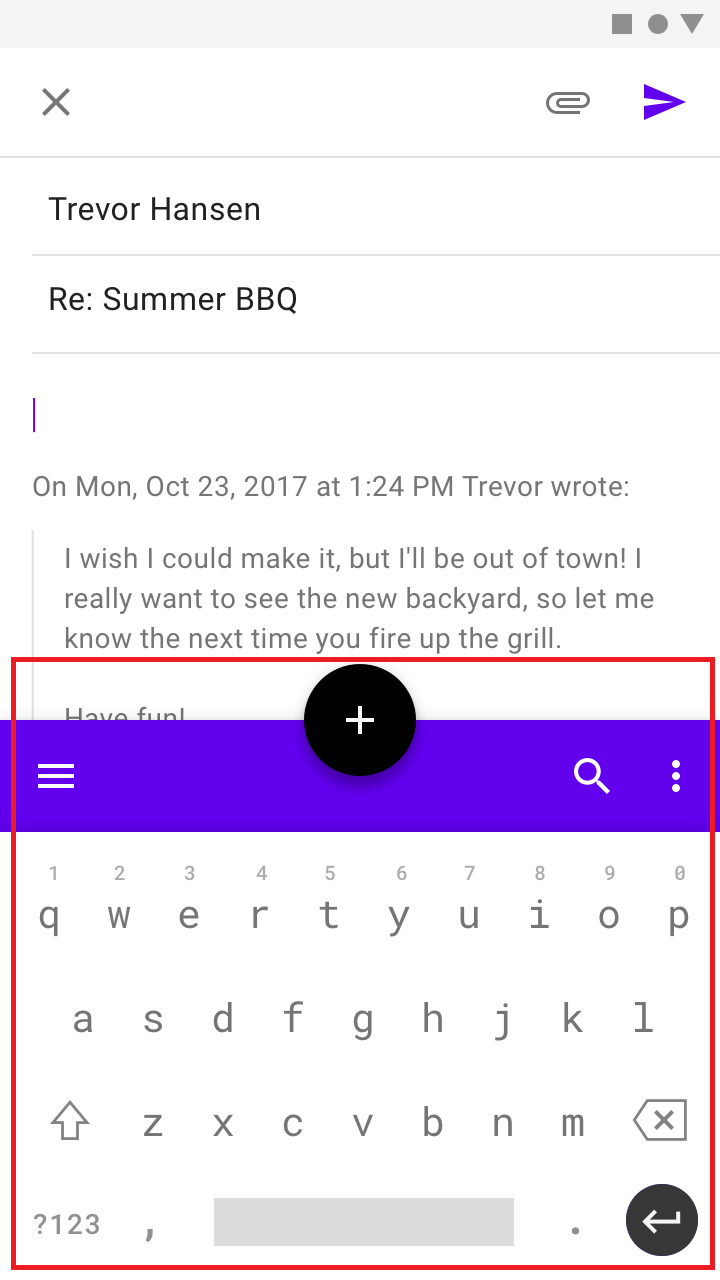 Trevor Hansen
Re: Summer BBQ
On Mon, Oct 23, 2017 at 1:24 PM Trevor wrote:
I wish I could make it, but I'll be out of town! I
really want to see the new backyard, so let me
know the next time you fire up the grill.
Have fun!
1 2 3 4 5 6 7 8 9 0
q w e r t y u i o p
a s d f g h j k l
z x c v b n m
?123 , .